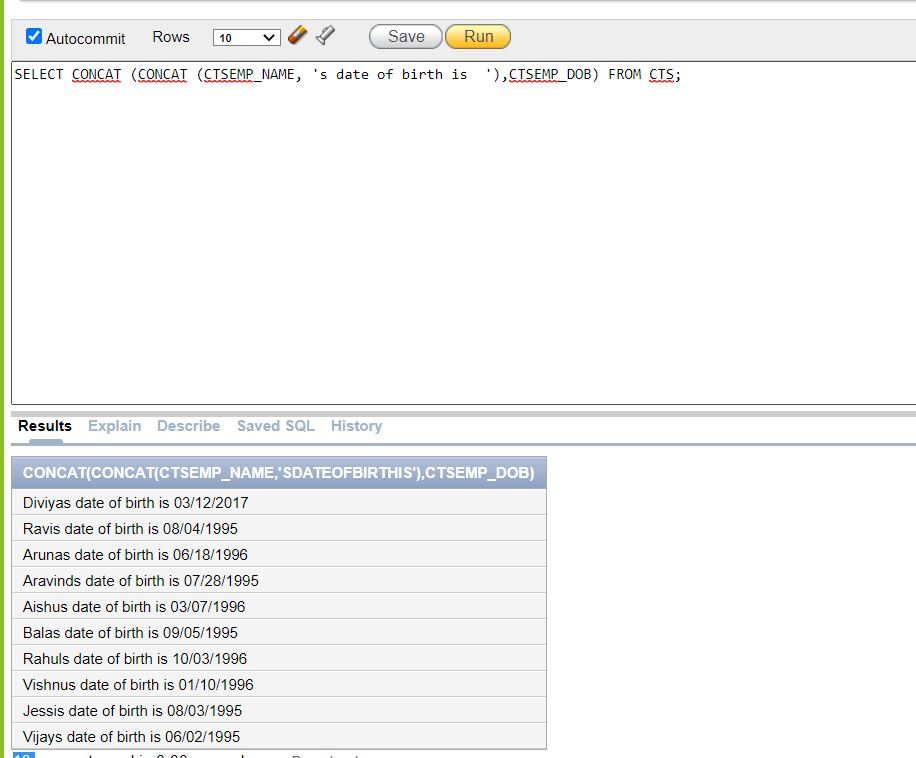 Autocommit Rows 10 Save Run
SELECT CONCAT (CONCAT (CTSEMP_NAME, 's date of birth is  '),CTSEMP_DOB) FROM CTS;
Results Explain Describe Saved SQL History
CONCAT(CONCAT(CTSEMP_NAME,'SDATEOFBIRTHIS'),CTSEMP_DOB)
Diviyas date of birth is 03/12/2017
Ravis date of birth is 08/04/1995
Arunas date of birth is 06/18/1996
Aravinds date of birth is 07/28/1995
Aishus date of birth is 03/07/1996
Balas date of birth is 09/05/1995
Rahuls date of birth is 10/03/1996
Vishnus date of birth is 01/10/1996
Jessis date of birth is 08/03/1995
Vijays date of birth is 06/02/1995